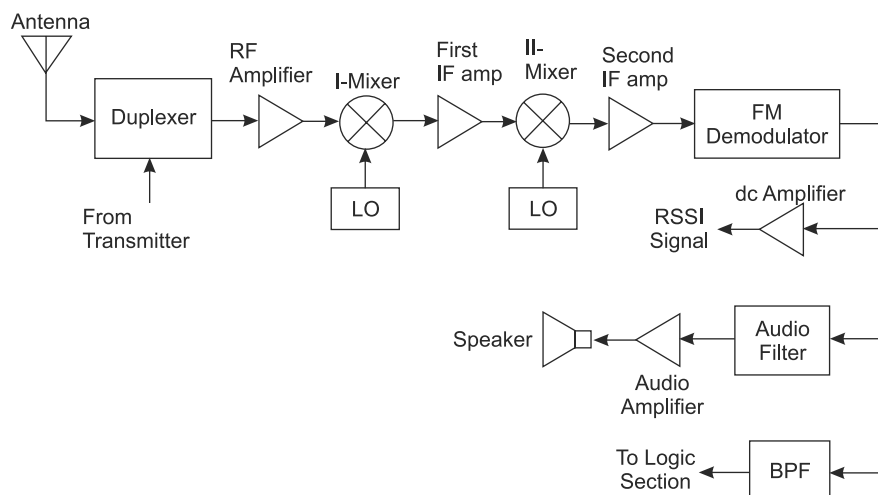 Antenna
Duplexer
From
Transmitter
RF
Amplifier
I-Mixer
LO
First
IF amp
II-
Mixer
LO
Second
IF amp
FM
Demodulator
dc Amplifier
RSSI
Signal
Speaker
Audio
Amplifier
Audio
Filter
To Logic
Section
BPF